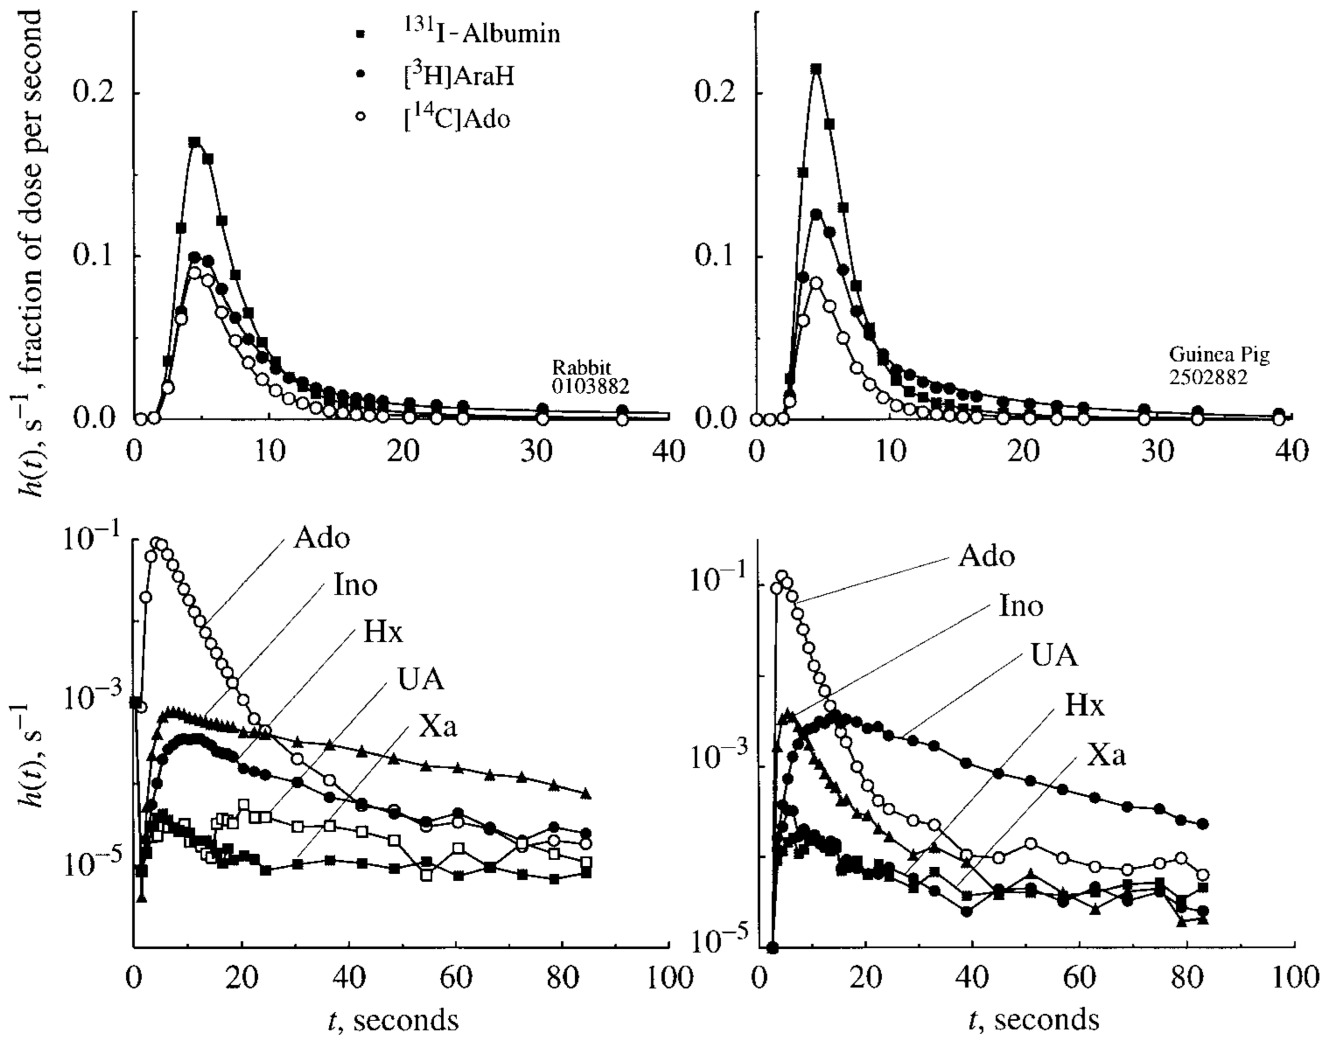 h(t), s⁻¹, fraction of dose per second
¹³¹I-Albumin
[³H]AraH
[¹⁴C]Ado
0.2
0.1
0.0
Rabbit
0103882
0 10 20 30 40
0.2
0.1
0.0
Guinea Pig
2502882
0 10 20 30 40
h(t), s⁻¹
10⁻¹
10⁻³
10⁻⁵
Ado
Ino
Hx
UA
Xa
0 20 40 60 80 100
t, seconds
10⁻¹
10⁻³
10⁻⁵
Ado
Ino
UA
Hx
Xa
0 20 40 60 80 100
t, seconds